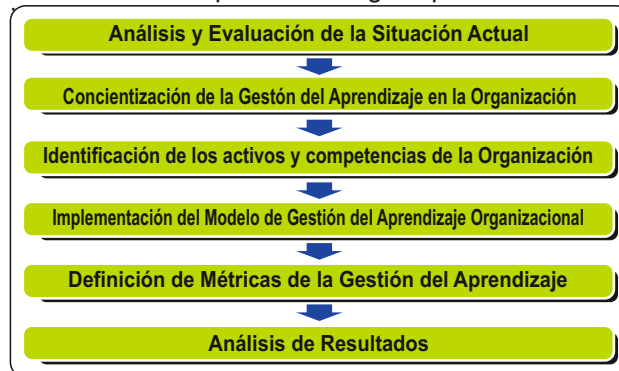 Análisis y Evaluación de la Situación Actual
Concientización de la Gestón del Aprendizaje en la Organización
Identificación de los activos y competencias de la Organización
Implementación del Modelo de Gestión del Aprendizaje Organizacional
Definición de Métricas de la Gestión del Aprendizaje
Análisis de Resultados